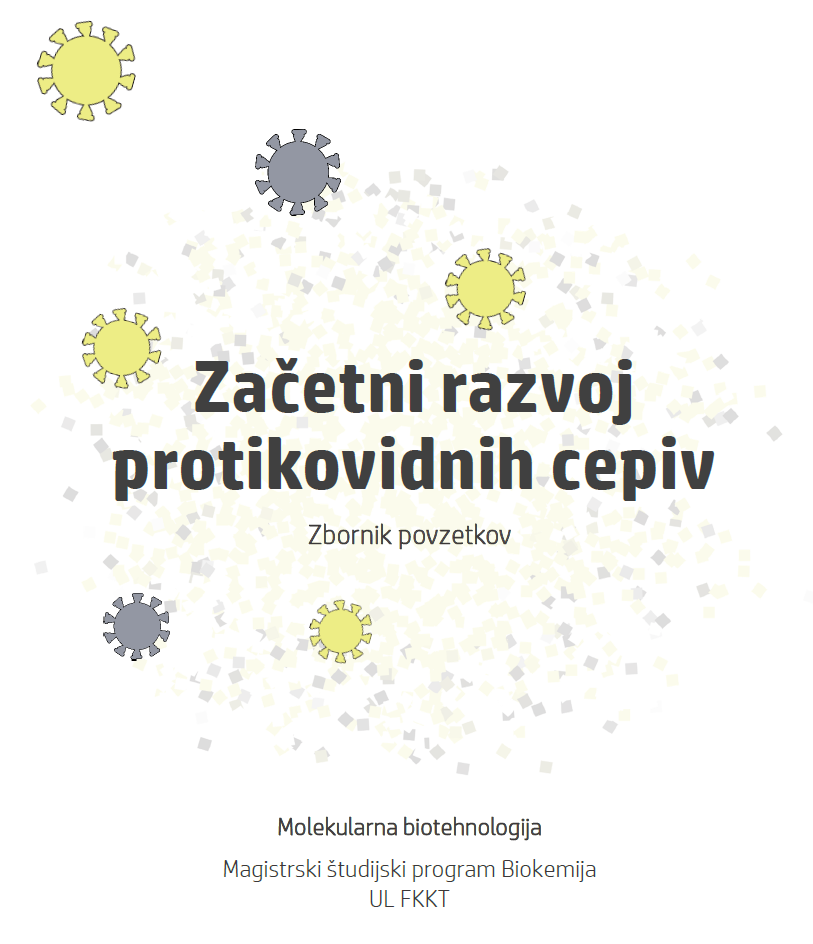 Začetni razvoj
protikovidnih cepiv
Zbornik povzetkov
Molekularna biotehnologija
Magistrski študijski program Biokemija
UL FKKT